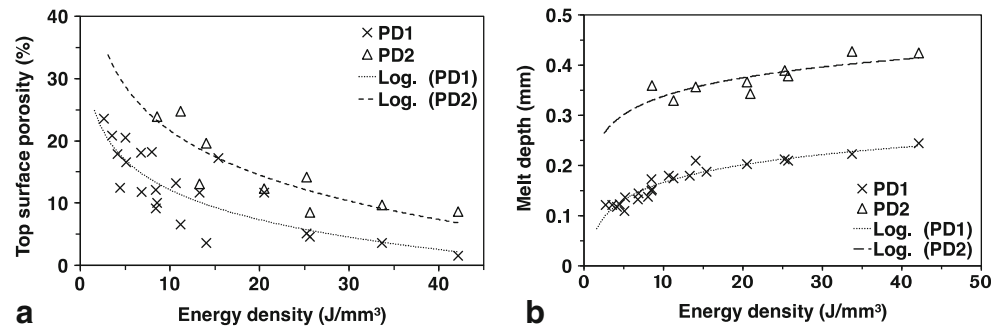 40
30
20
10
0
Top surface porosity (%)
PD1
PD2
Log. (PD1)
Log. (PD2)
0 10 20 30 40
Energy density (J/mm³)
a
0.5
0.4
0.3
0.2
0.1
0
Melt depth (mm)
PD1
PD2
Log. (PD1)
Log. (PD2)
0 10 20 30 40 50
Energy density (J/mm³)
b